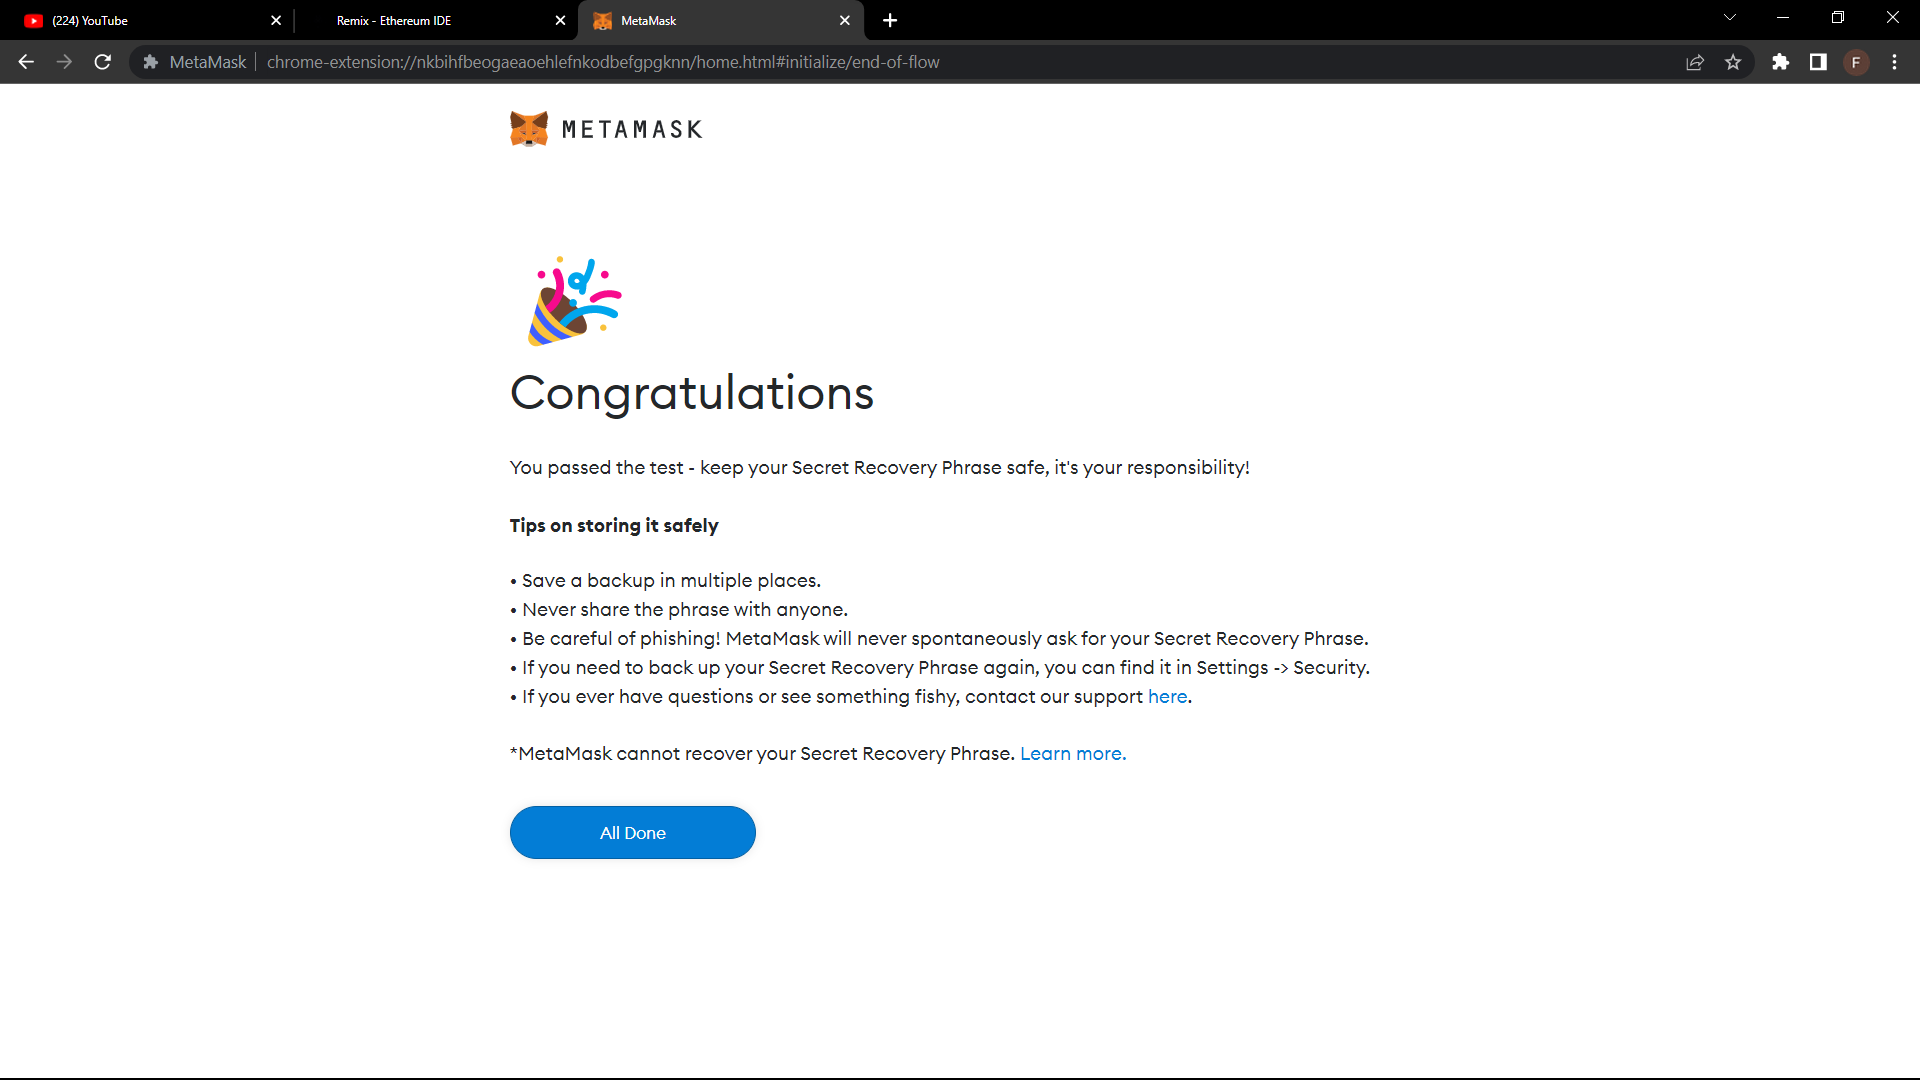 (224) YouTube
Remix - Ethereum IDE
MetaMask
MetaMask
chrome-extension://nkbihfbeogaeaoehlefnkodbefgpgknn/home.html#initialize/end-of-flow
F
METAMASK
Congratulations
You passed the test - keep your Secret Recovery Phrase safe, it's your responsibility!
Tips on storing it safely
• Save a backup in multiple places.
• Never share the phrase with anyone.
• Be careful of phishing! MetaMask will never spontaneously ask for your Secret Recovery Phrase.
• If you need to back up your Secret Recovery Phrase again, you can find it in Settings -> Security.
• If you ever have questions or see something fishy, contact our support here.
*MetaMask cannot recover your Secret Recovery Phrase. Learn more.
All Done